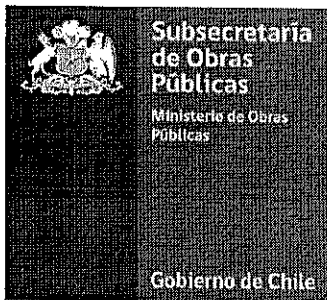 Subsecretaría
de Obras
Públicas
Ministerio de Obras
Públicas
Gobierno de Chile